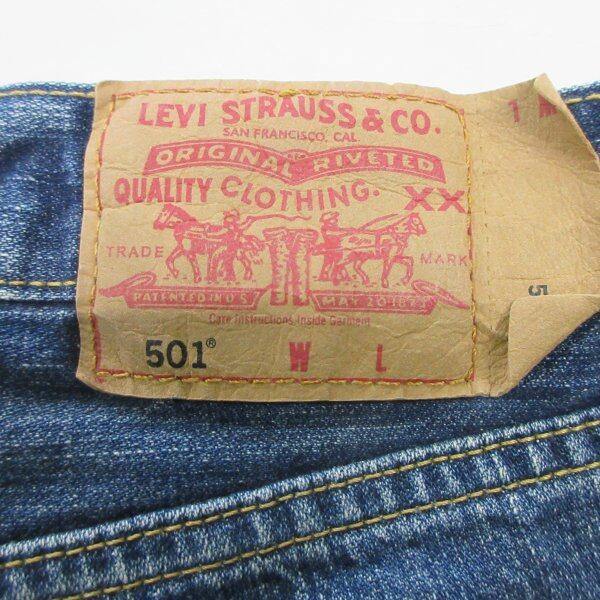 LEVI STRAUSS & CO.
SAN FRANCISCO, CAL.
ORIGINAL RIVETED
QUALITY CLOTHING. XX
TRADE MARK
PATENTED IN U.S. MAY 20 1873
Care Instructions Inside Garment
501® W L
5